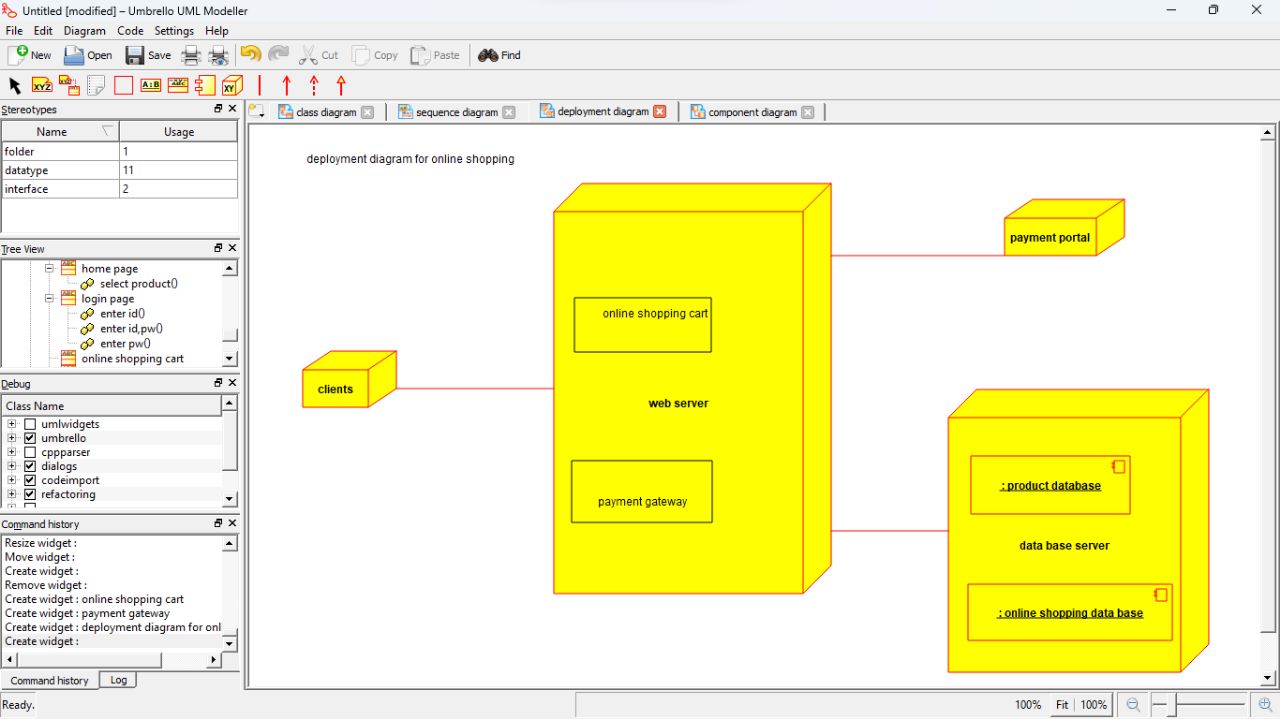 Untitled [modified] – Umbrello UML Modeller
File Edit Diagram Code Settings Help
New Open Save Cut Copy Paste Find
XYZ A:B ABC XY
Stereotypes
class diagram sequence diagram deployment diagram component diagram
Name Usage
folder 1
datatype 11
interface 2
Tree View
home page
select product()
login page
enter id()
enter id,pw()
enter pw()
online shopping cart
Debug
Class Name
umlwidgets
umbrello
cppparser
dialogs
codeimport
refactoring
Command history
Resize widget :
Move widget :
Create widget :
Remove widget :
Create widget : online shopping cart
Create widget : payment gateway
Create widget : deployment diagram for onl
Create widget :
Command history Log
deployment diagram for online shopping
payment portal
online shopping cart
clients
web server
payment gateway
: product database
data base server
: online shopping data base
Ready.
100% Fit 100%